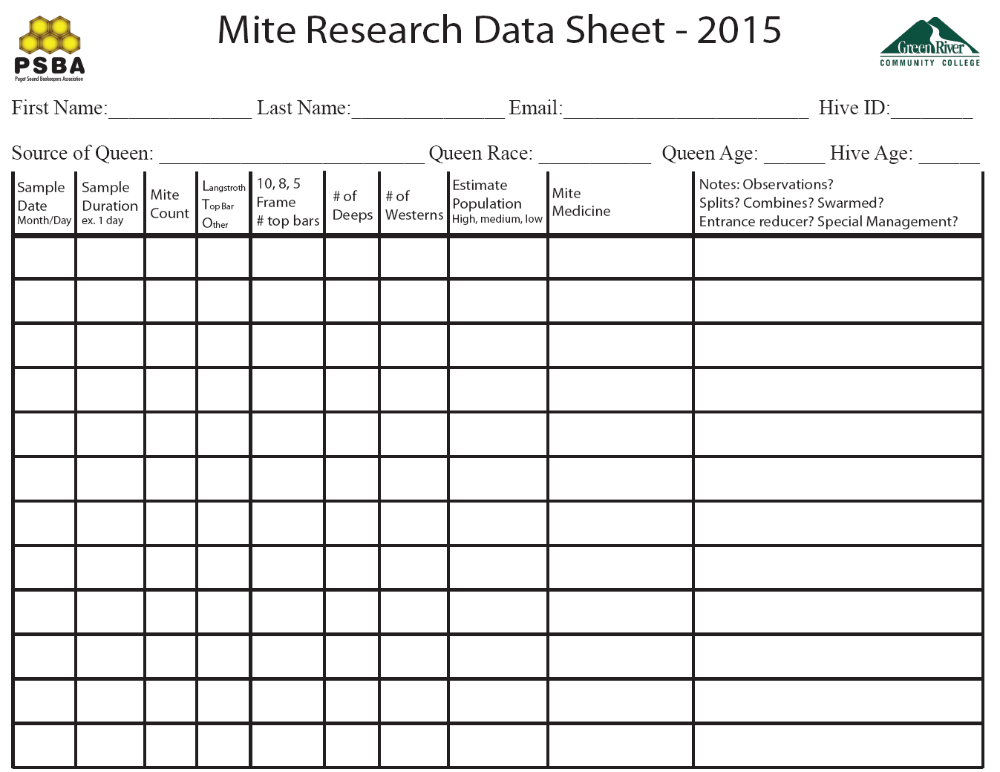 Mite Research Data Sheet - 2015
PSBA
Puget Sound Beekeepers Association
Green River
COMMUNITY COLLEGE
First Name:______________ Last Name:_______________ Email:________________________ Hive ID:________
Source of Queen: __________________________ Queen Race: ___________ Queen Age: ______ Hive Age: ______
Sample
Date
Month/Day
Sample
Duration
ex. 1 day
Mite
Count
Langstroth
Top Bar
Other
10, 8, 5
Frame
# top bars
# of
Deeps
# of
Westerns
Estimate
Population
High, medium, low
Mite
Medicine
Notes: Observations?
Splits? Combines? Swarmed?
Entrance reducer? Special Management?